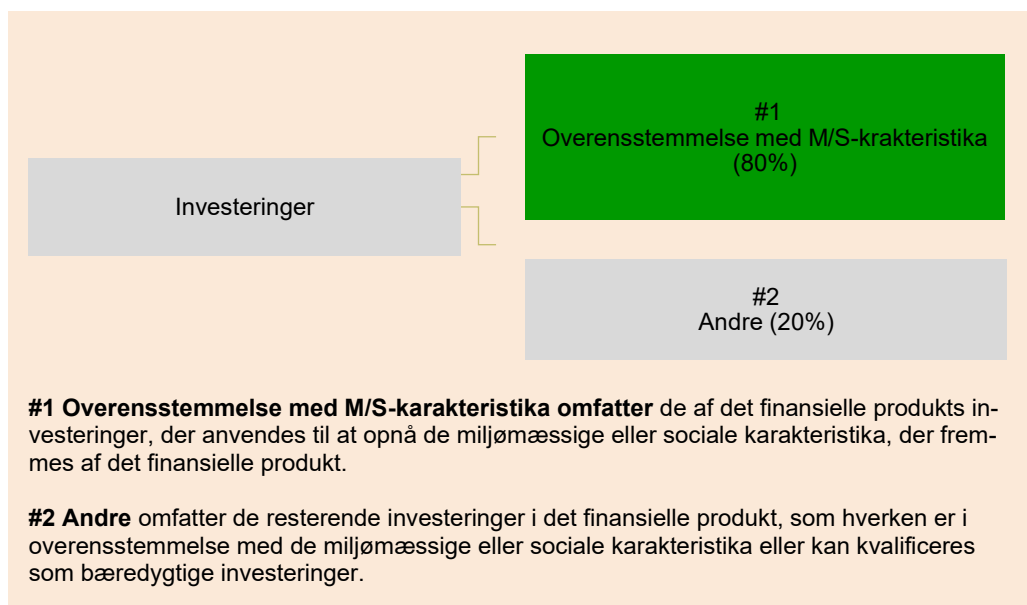 #1
Overensstemmelse med M/S-krakteristika
(80%)
Investeringer
#2
Andre (20%)
#1 Overensstemmelse med M/S-karakteristika omfatter de af det finansielle produkts in-
vesteringer, der anvendes til at opnå de miljømæssige eller sociale karakteristika, der frem-
mes af det finansielle produkt.
#2 Andre omfatter de resterende investeringer i det finansielle produkt, som hverken er i
overensstemmelse med de miljømæssige eller sociale karakteristika eller kan kvalificeres
som bæredygtige investeringer.